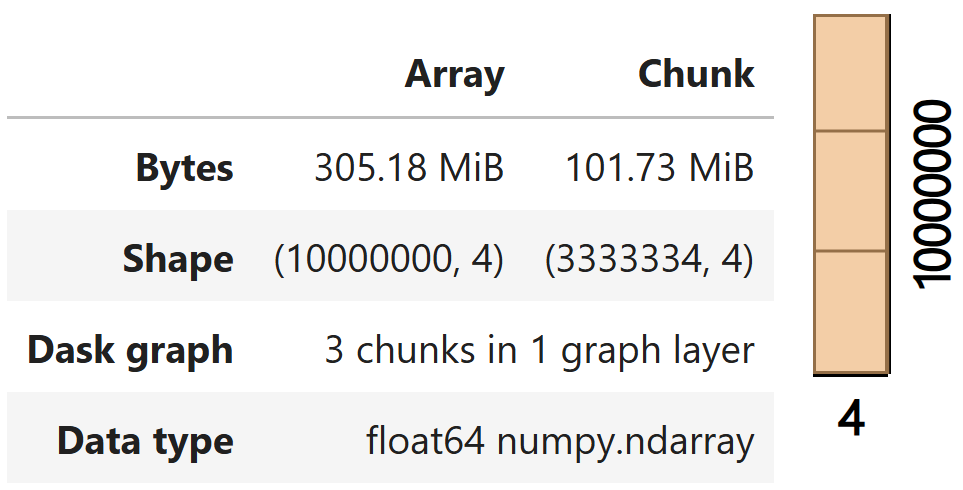 Array Chunk
Bytes 305.18 MiB 101.73 MiB
Shape (10000000, 4) (3333334, 4)
Dask graph 3 chunks in 1 graph layer
Data type float64 numpy.ndarray
10000000
4